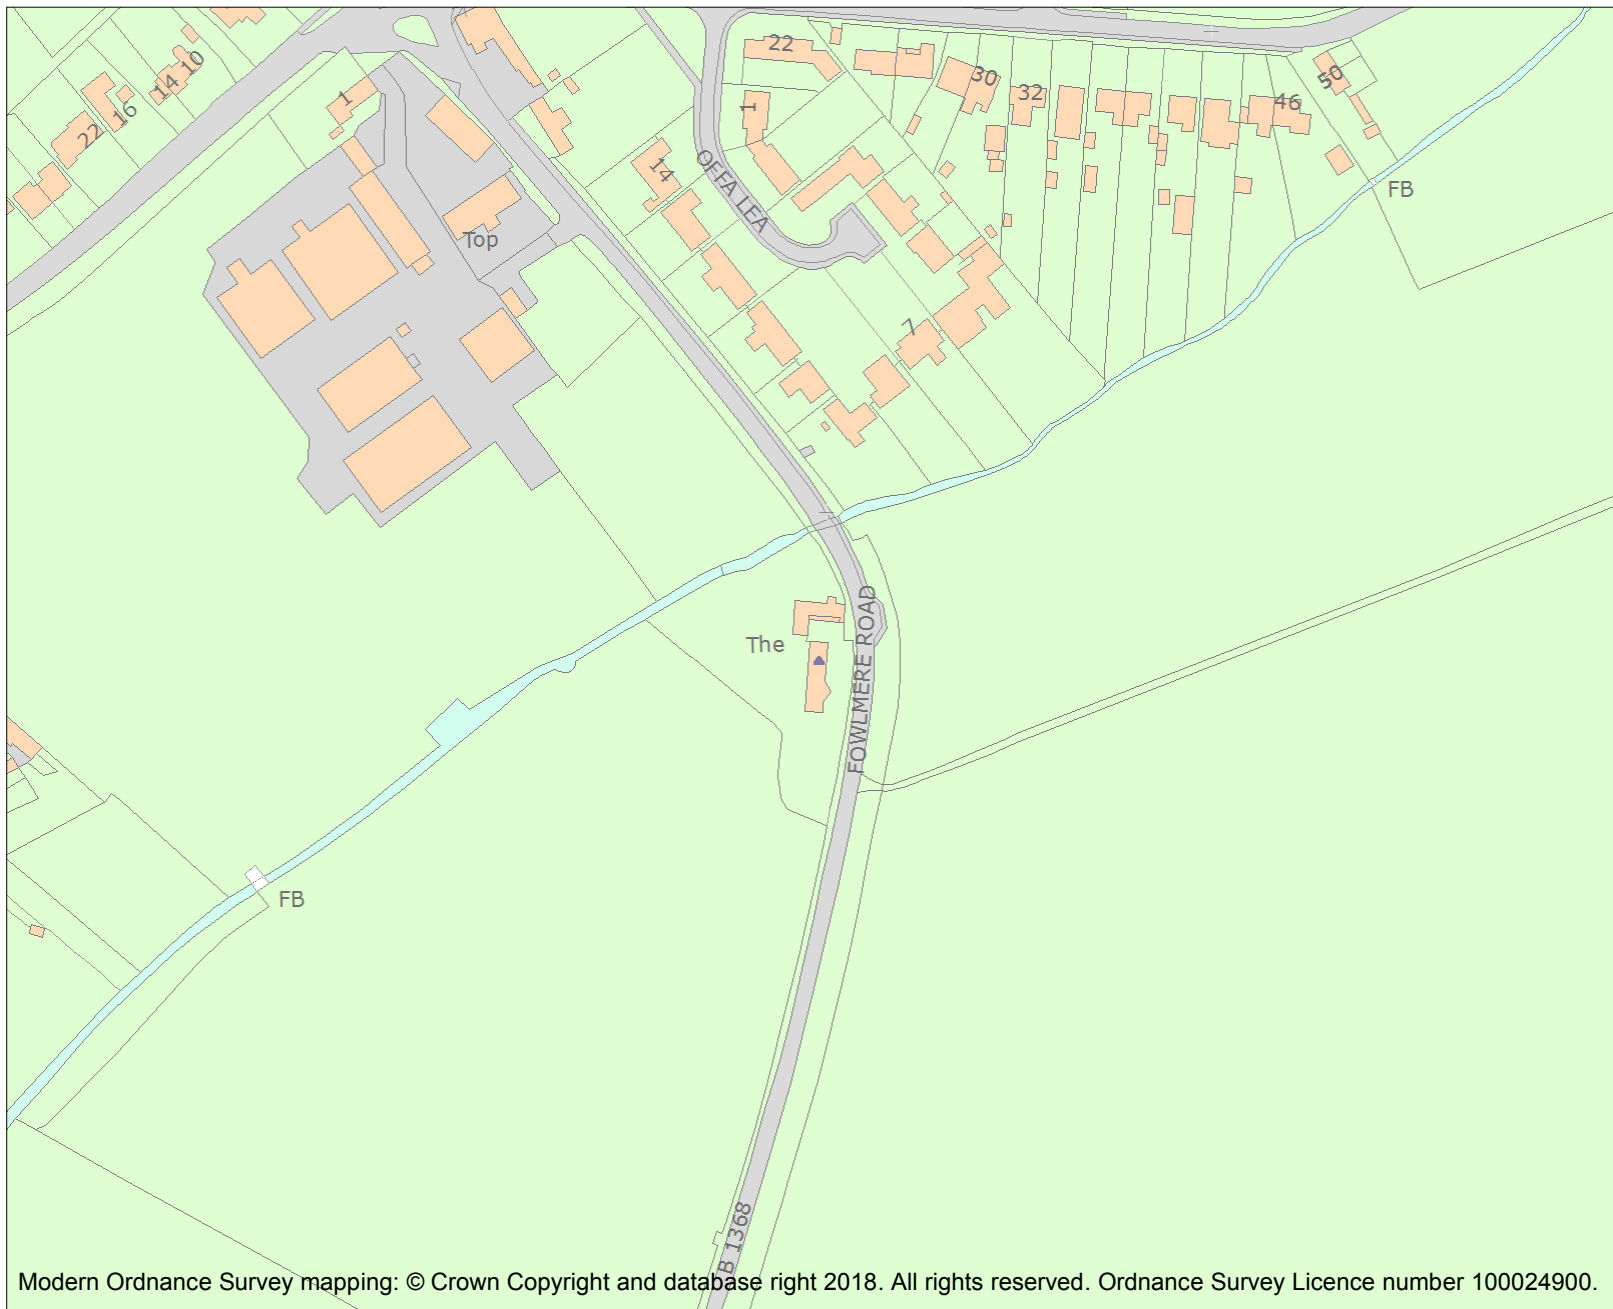 22
30
32
50
46
1
14
10
16
22
1
14
OFFA LEA
FB
Top
7
The
FOWLMERE ROAD
FB
B 1368
Modern Ordnance Survey mapping: © Crown Copyright and database right 2018. All rights reserved. Ordnance Survey Licence number 100024900.